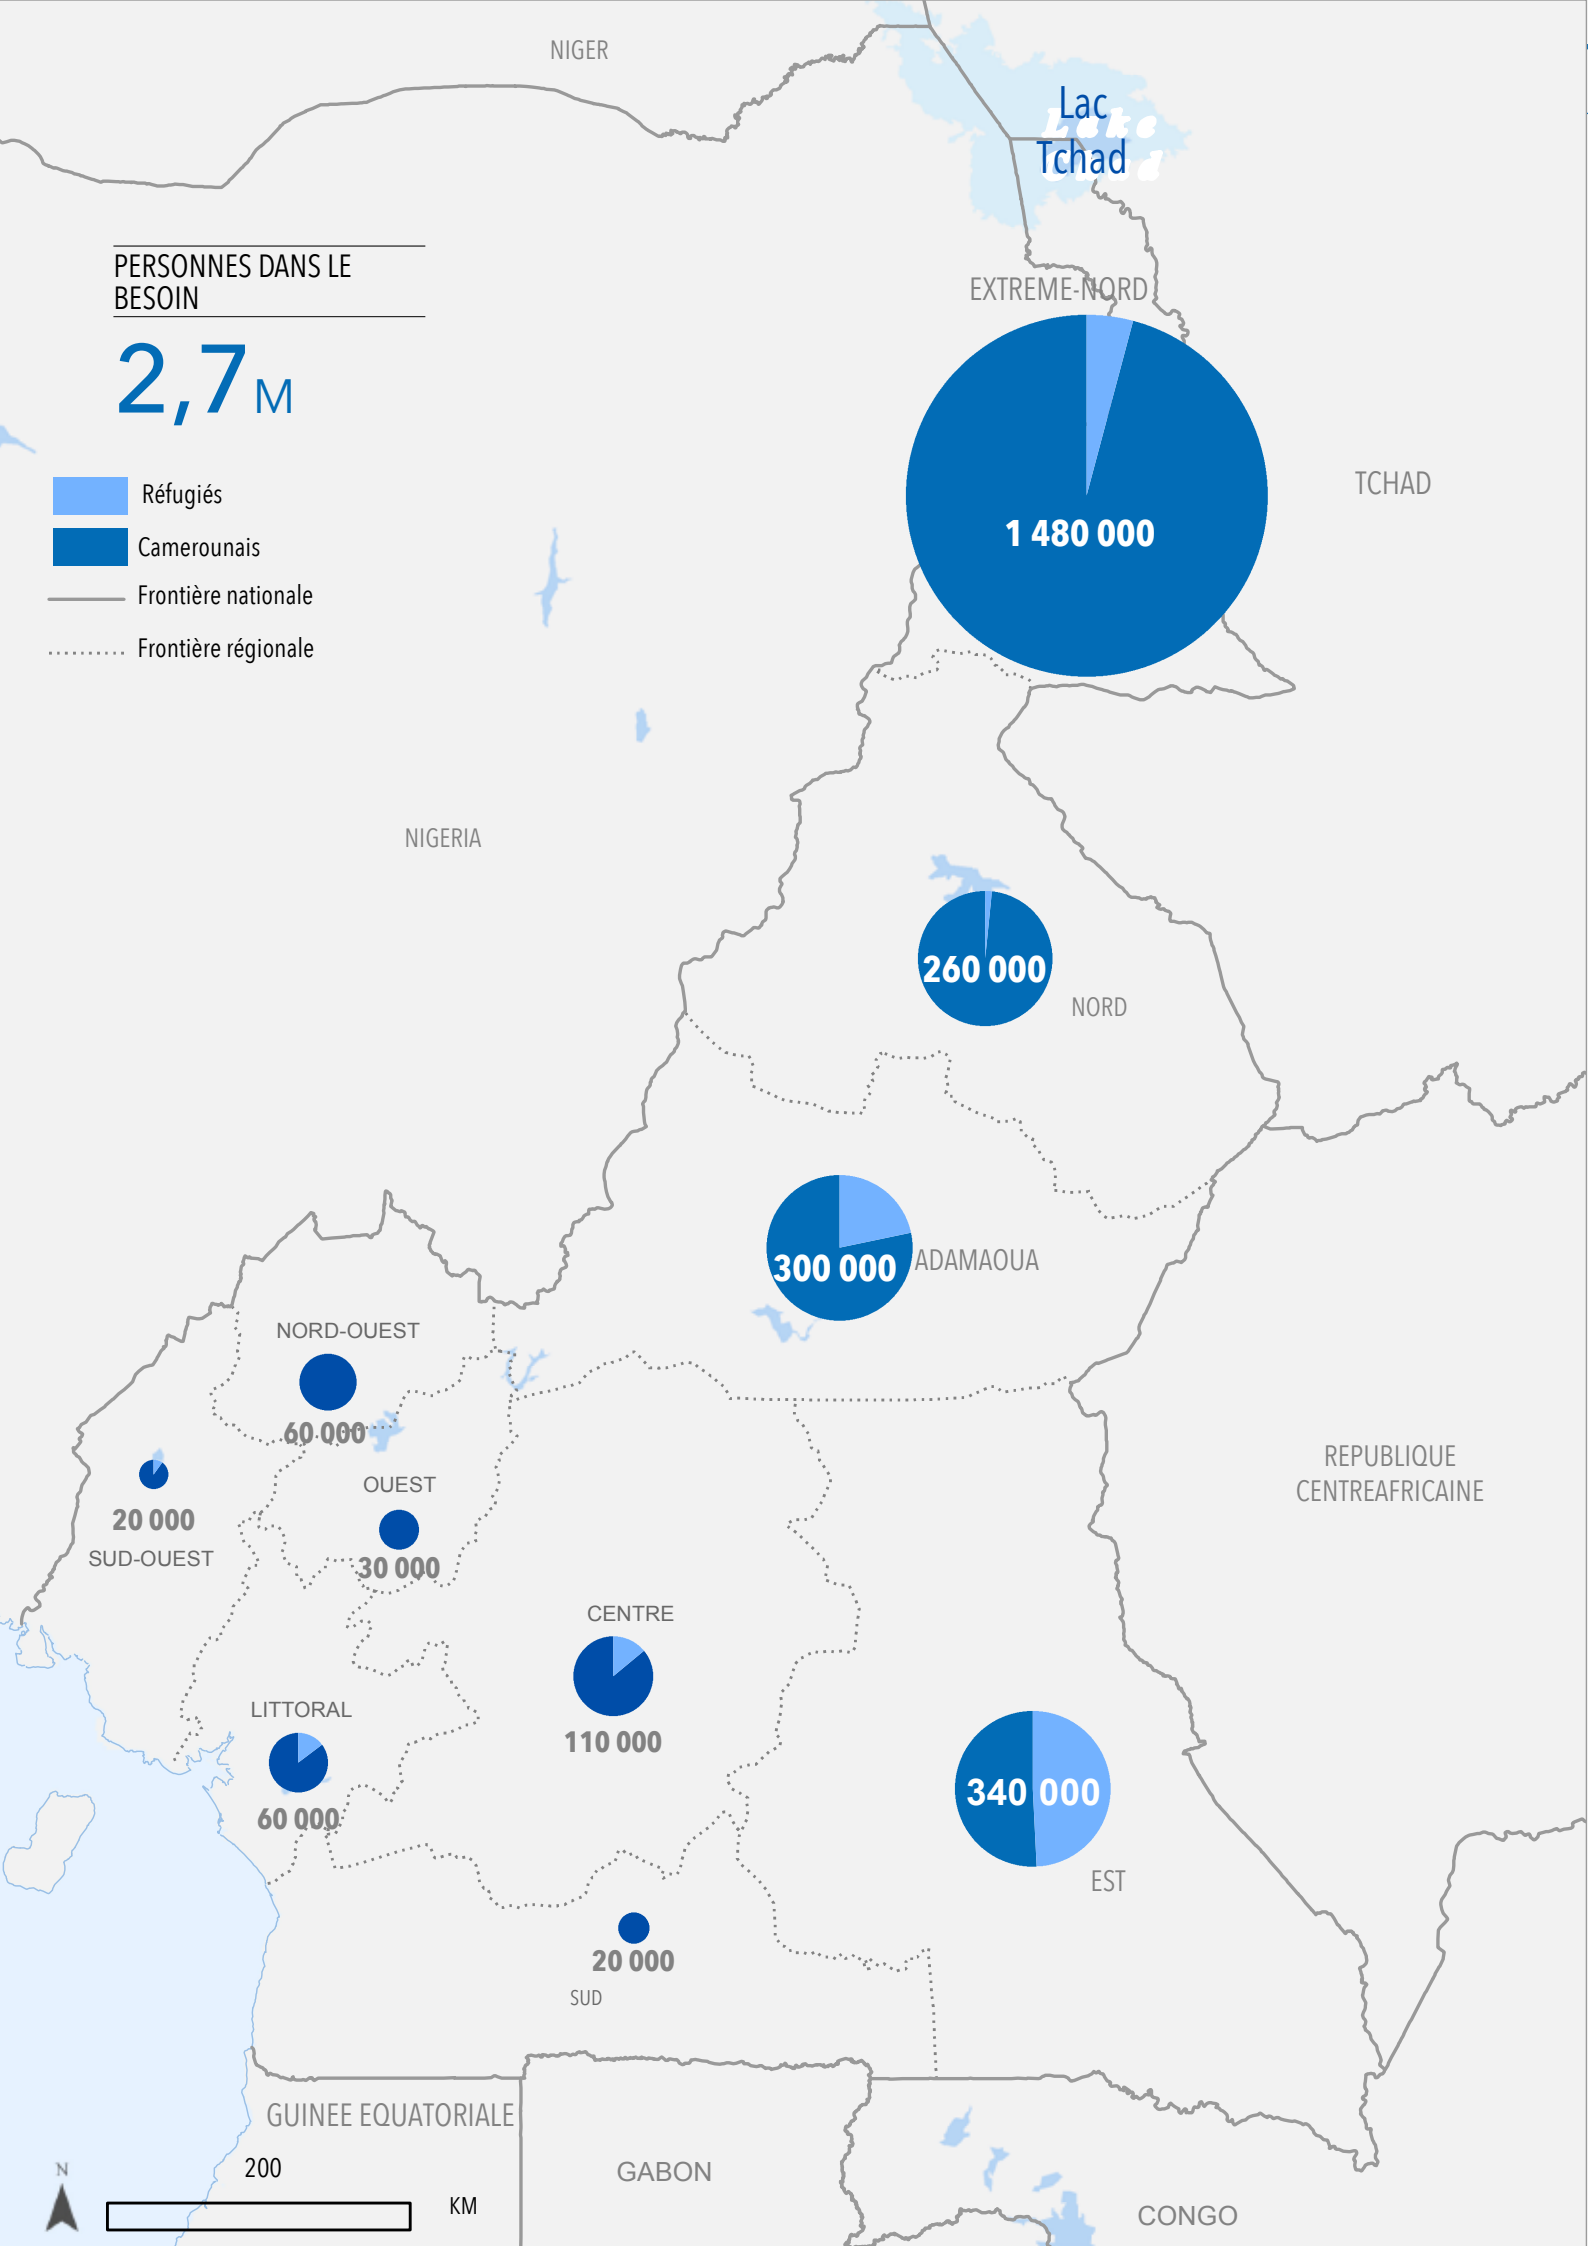 NIGER
Lac
Lake
Tchad
Chad
PERSONNES DANS LE
BESOIN
2,7 M
Réfugiés
Camerounais
Frontière nationale
Frontière régionale
EXTREME-NORD
1 480 000
TCHAD
NIGERIA
260 000
NORD
300 000
ADAMAOUA
NORD-OUEST
60 000
REPUBLIQUE
CENTREAFRICAINE
OUEST
30 000
20 000
SUD-OUEST
CENTRE
110 000
LITTORAL
60 000
340 000
EST
20 000
SUD
GUINEE EQUATORIALE
GABON
CONGO
N
200
KM